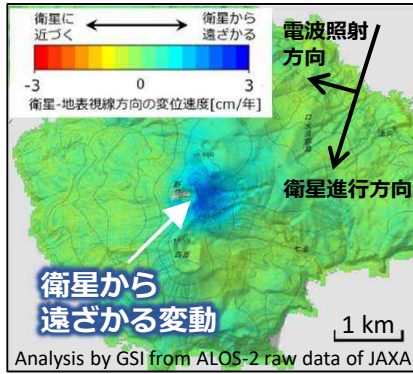 衛星に
近づく
衛星から
遠ざかる
-3
0
3
衛星-地表視線方向の変位速度[cm/年]
電波照射
方向
衛星進行方向
衛星から
遠ざかる変動
1 km
Analysis by GSI from ALOS-2 raw data of JAXA